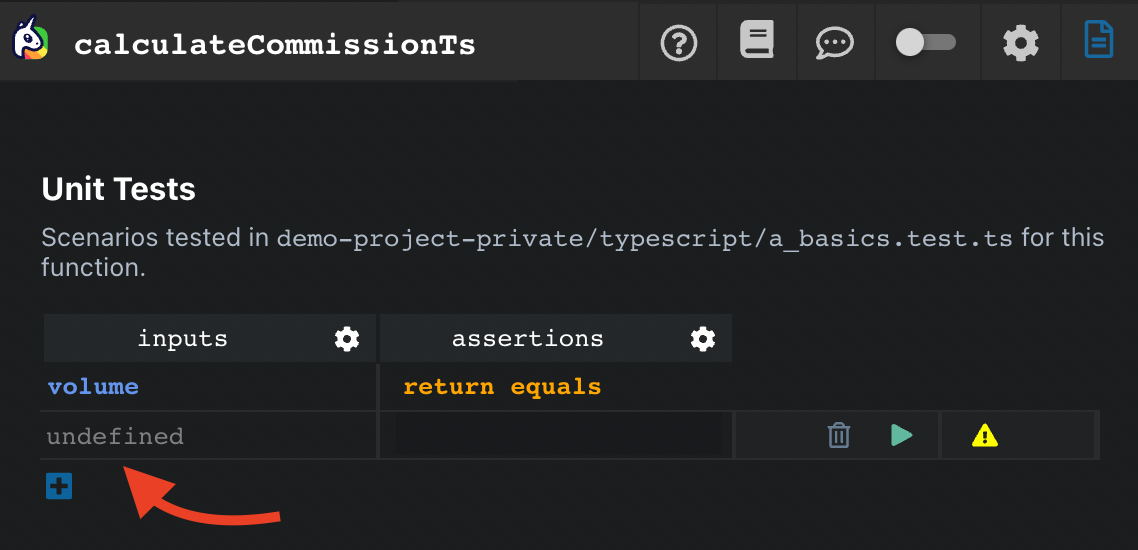 calculateCommissionTs
Unit Tests
Scenarios tested in demo-project-private/typescript/a_basics.test.ts for this
function.
inputs assertions
volume return equals
undefined